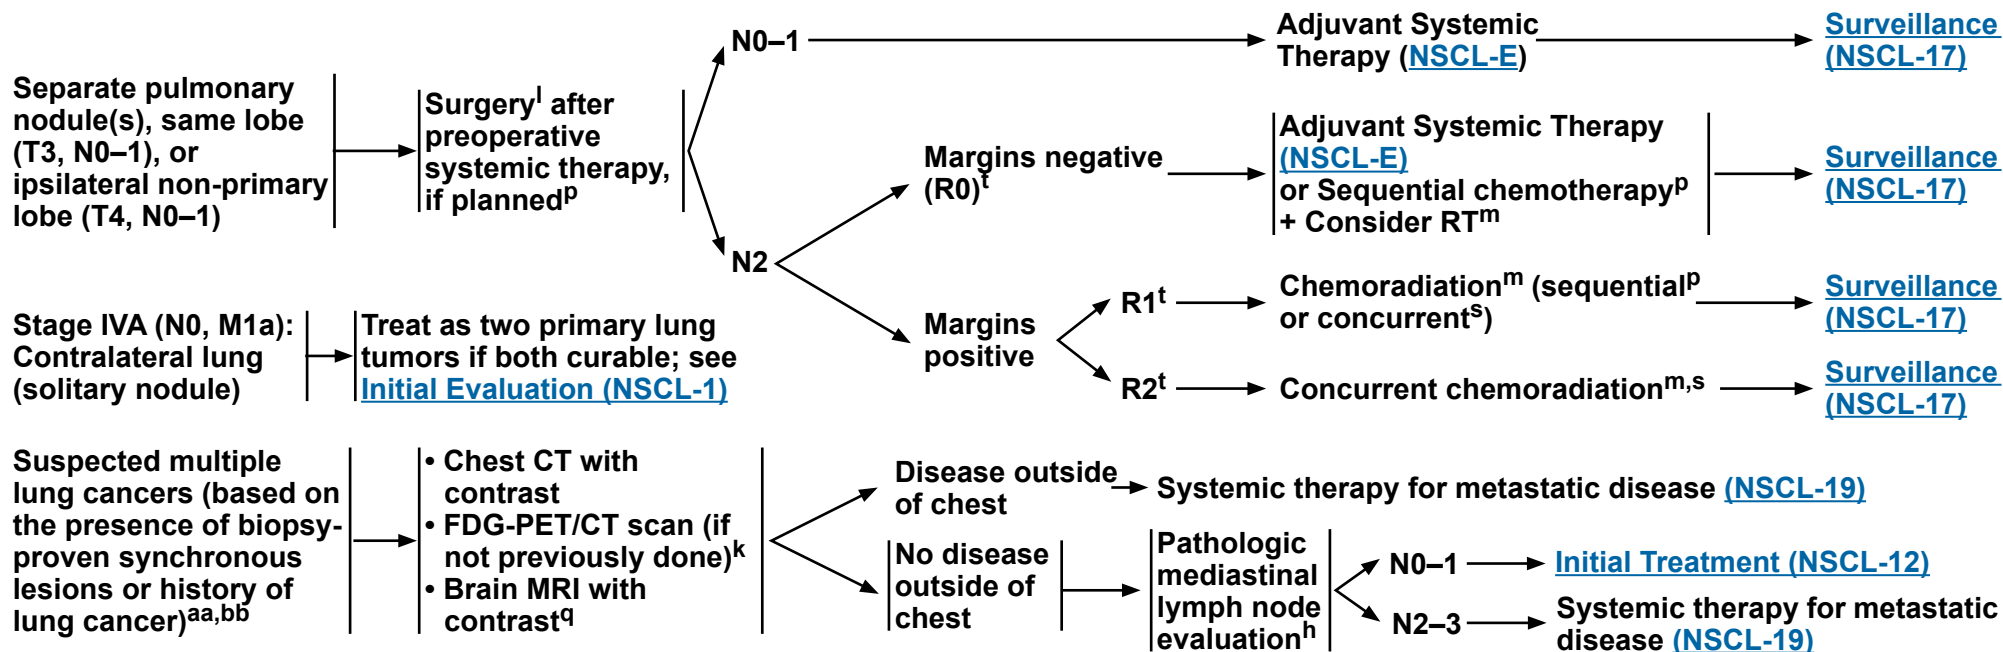 Separate pulmonary
nodule(s), same lobe
(T3, N0–1), or
ipsilateral non-primary
lobe (T4, N0–1)
Surgeryˡ after
preoperative
systemic therapy,
if plannedᵖ
N0–1
Adjuvant Systemic
Therapy (NSCL-E)
Surveillance
(NSCL-17)
N2
Margins negative
(R0)ᵗ
Adjuvant Systemic Therapy
(NSCL-E)
or Sequential chemotherapyᵖ
+ Consider RTᵐ
Surveillance
(NSCL-17)
Margins
positive
R1ᵗ
Chemoradiationᵐ (sequentialᵖ
or concurrentˢ)
Surveillance
(NSCL-17)
R2ᵗ
Concurrent chemoradiationᵐ,ˢ
Surveillance
(NSCL-17)
Stage IVA (N0, M1a):
Contralateral lung
(solitary nodule)
Treat as two primary lung
tumors if both curable; see
Initial Evaluation (NSCL-1)
Suspected multiple
lung cancers (based on
the presence of biopsy-
proven synchronous
lesions or history of
lung cancer)ᵃᵃ,ᵇᵇ
• Chest CT with
contrast
• FDG-PET/CT scan (if
not previously done)ᵏ
• Brain MRI with
contrast^q
Disease outside
of chest
Systemic therapy for metastatic disease (NSCL-19)
No disease
outside of
chest
Pathologic
mediastinal
lymph node
evaluationʰ
N0–1
Initial Treatment (NSCL-12)
N2–3
Systemic therapy for metastatic
disease (NSCL-19)